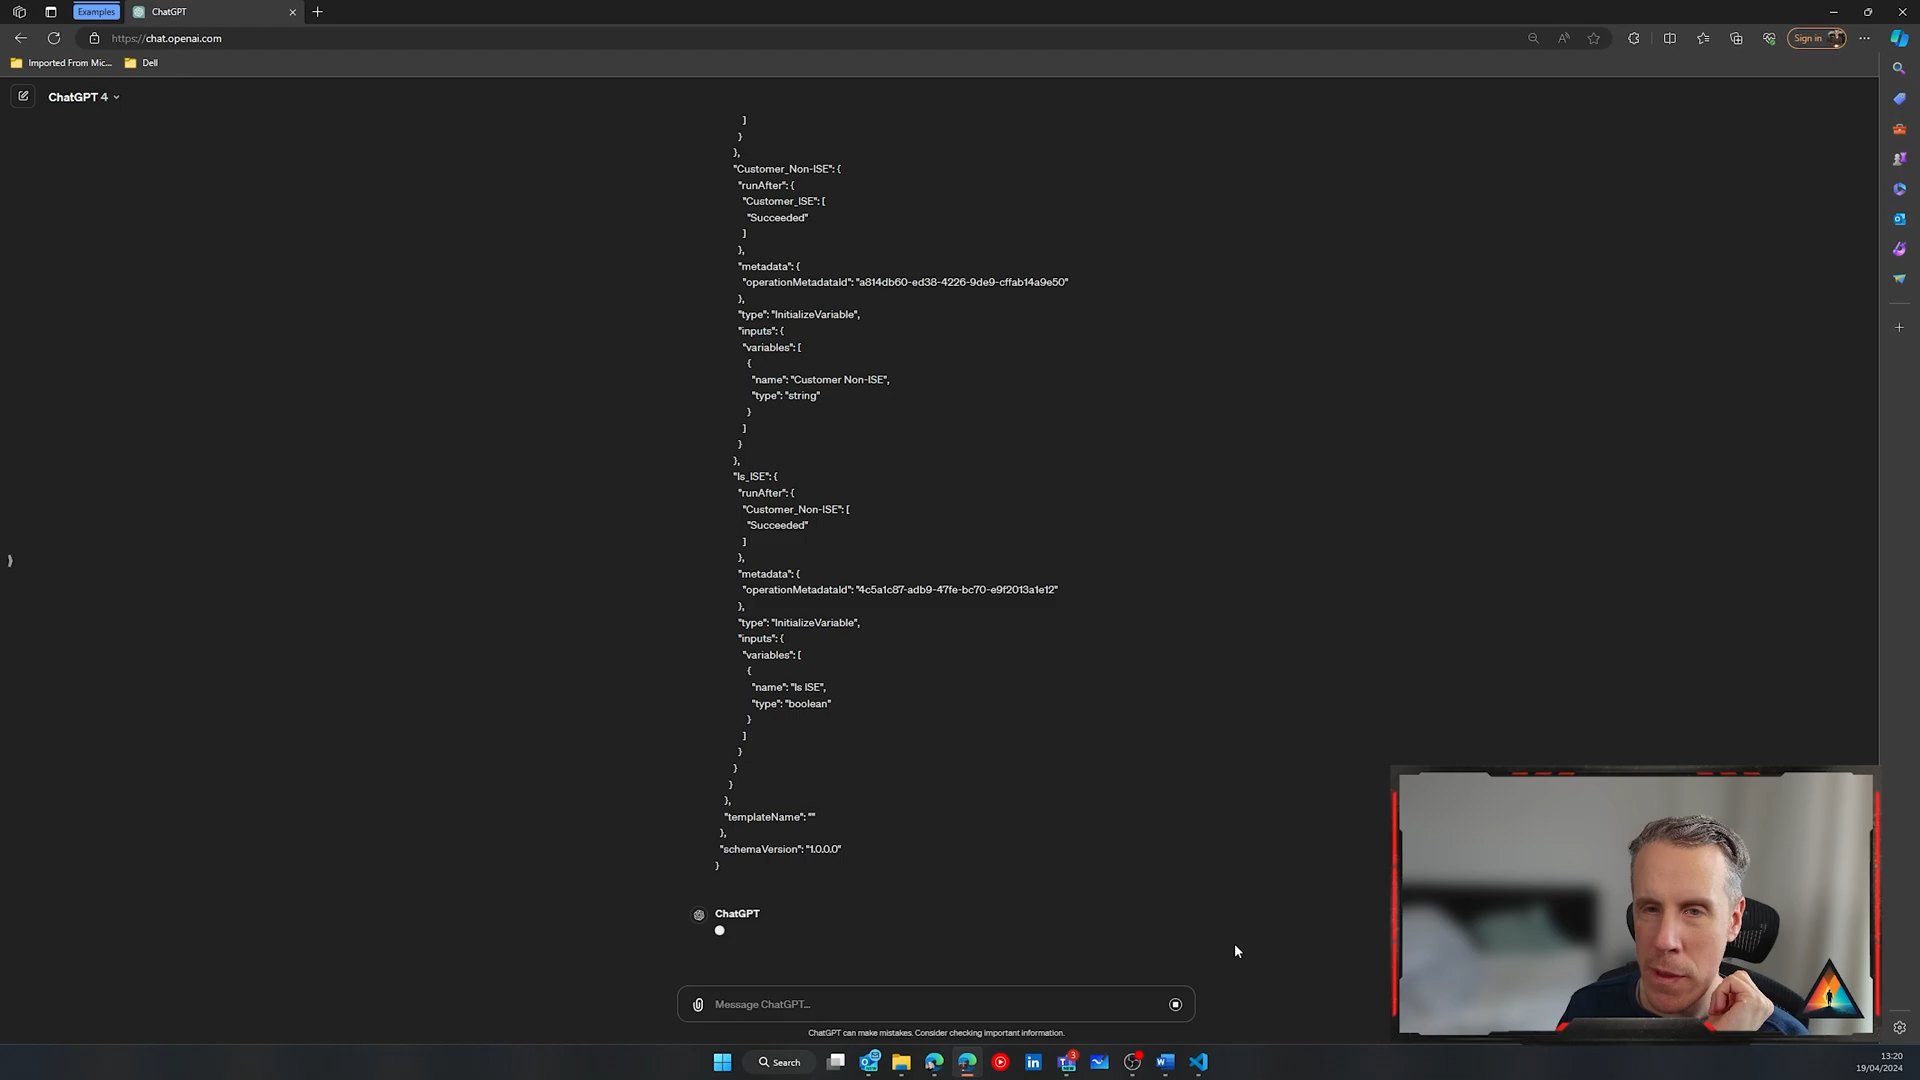 Examples
ChatGPT
https://chat.openai.com
Sign in
Imported From Mic...
Dell
ChatGPT 4
]
}
},
"Customer_Non-ISE": {
"runAfter": {
"Customer_ISE": [
"Succeeded"
]
},
"metadata": {
"operationMetadataId": "a814db60-ed38-4226-9de9-cffab14a9e50"
},
"type": "InitializeVariable",
"inputs": {
"variables": [
{
"name": "Customer Non-ISE",
"type": "string"
}
]
}
},
"Is_ISE": {
"runAfter": {
"Customer_Non-ISE": [
"Succeeded"
]
},
"metadata": {
"operationMetadataId": "4c5a1c87-adb9-47fe-bc70-e9f2013a1e12"
},
"type": "InitializeVariable",
"inputs": {
"variables": [
{
"name": "Is ISE",
"type": "boolean"
}
]
}
}
}
},
"templateName": ""
},
"schemaVersion": "1.0.0.0"
}
ChatGPT
Message ChatGPT...
ChatGPT can make mistakes. Consider checking important information.
Search
3
13:20
19/04/2024